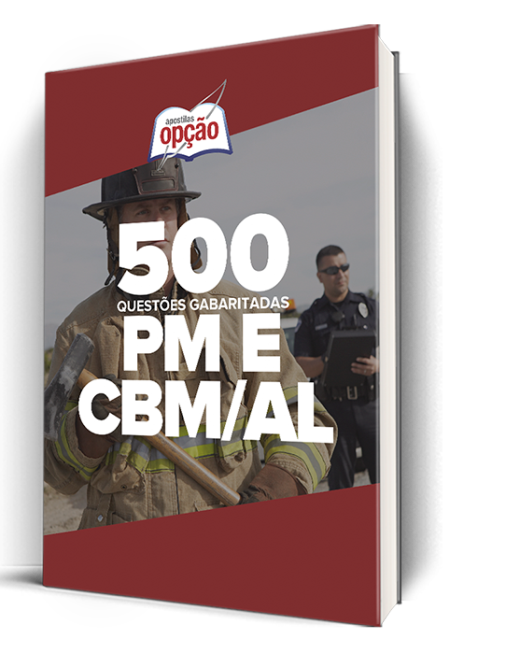 apostilas
opção
500
QUESTÕES GABARITADAS
PM E
CBM/AL